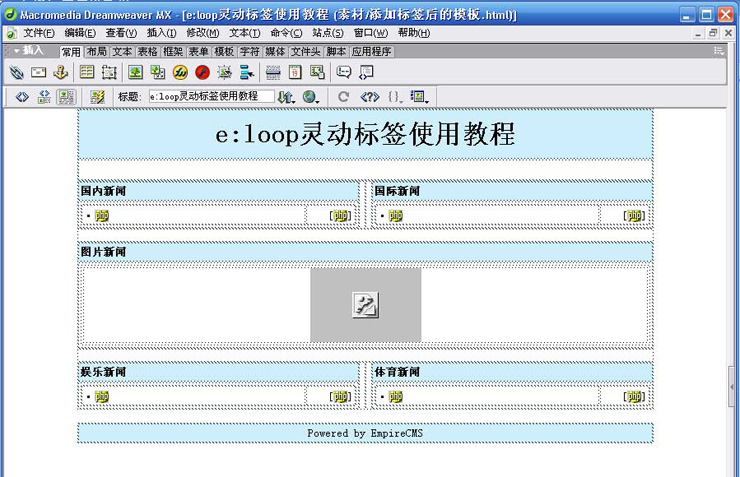 Macromedia Dreamweaver MX - [e:loop灵动标签使用教程 (素材/添加标签后的模板.html)]
文件(F) 编辑(E) 查看(V) 插入(I) 修改(M) 文本(T) 命令(C) 站点(S) 窗口(W) 帮助(H)
插入 常用 布局 文本 表格 框架 表单 模板 字符 媒体 文件头 脚本 应用程序
标题: e:loop灵动标签使用教程
e:loop灵动标签使用教程
国内新闻 国际新闻
· php [php] · php [php]
图片新闻
娱乐新闻 体育新闻
· php [php] · php [php]
Powered by EmpireCMS